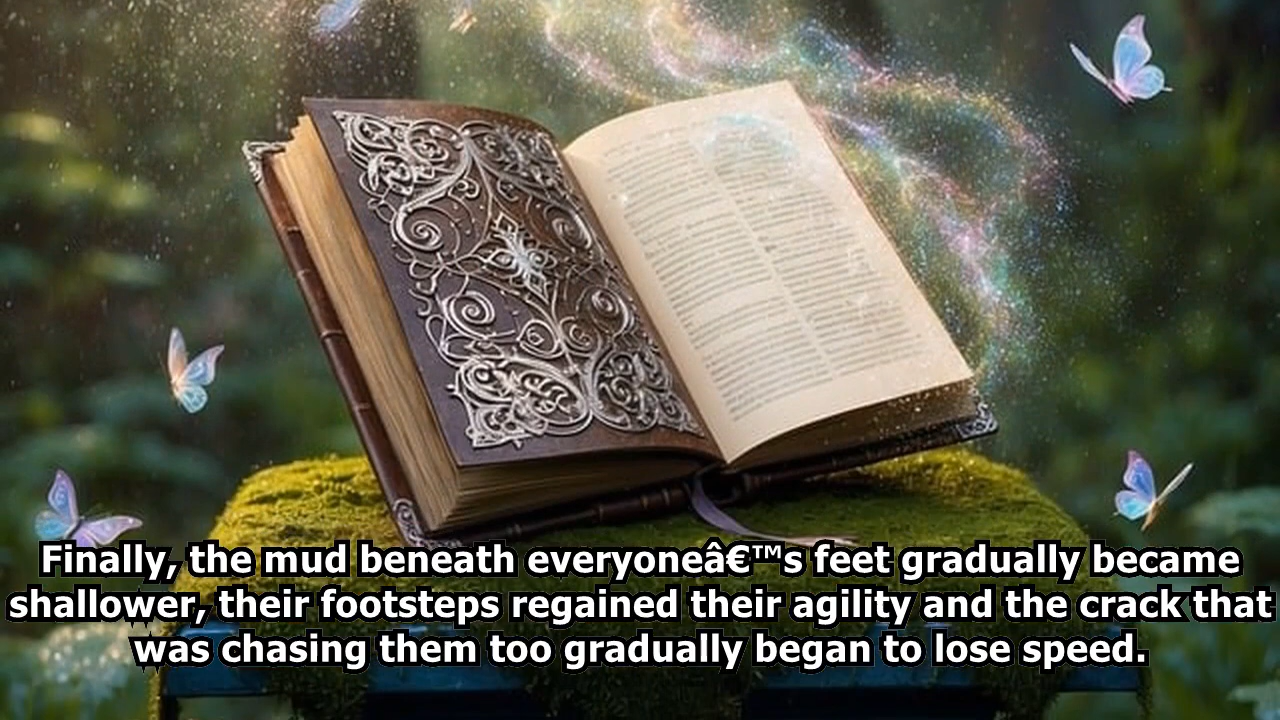 Finally, the mud beneath everyoneâ€™s feet gradually became
shallower, their footsteps regained their agility and the crack that
was chasing them too gradually began to lose speed.